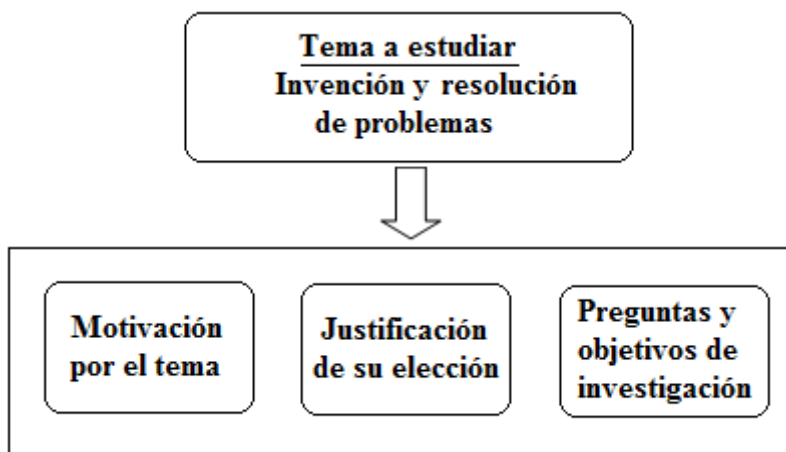 Tema a estudiar
Invención y resolución
de problemas
Motivación
por el tema
Justificación
de su elección
Preguntas y
objetivos de
investigación